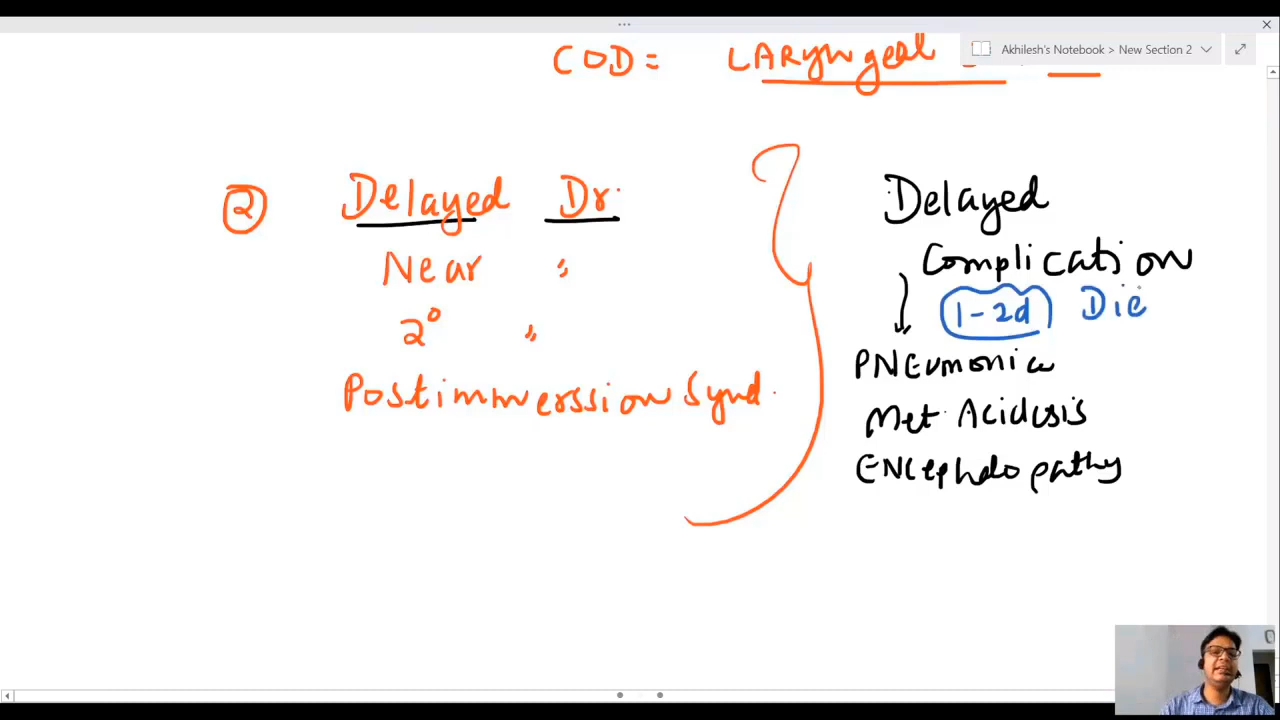 Akhilesh's Notebook > New Section 2
COD = LARyngeal
② Delayed Dr.
Near "
2° "
Postimmerssion Synd.
Delayed
Complication
1-2d Die
PNEumonia
Met Acidosis
ENCephalopathy